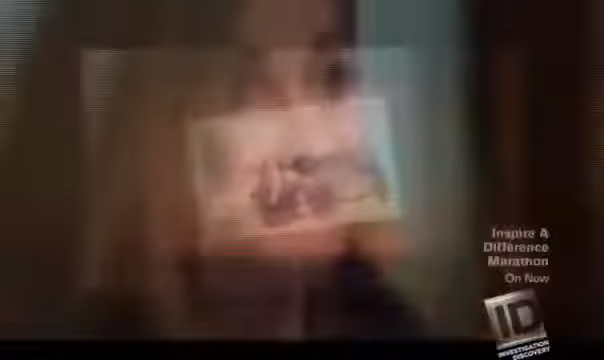 Inspire A
Difference
Marathon
On Now
ID
INVESTIGATION
DISCOVERY